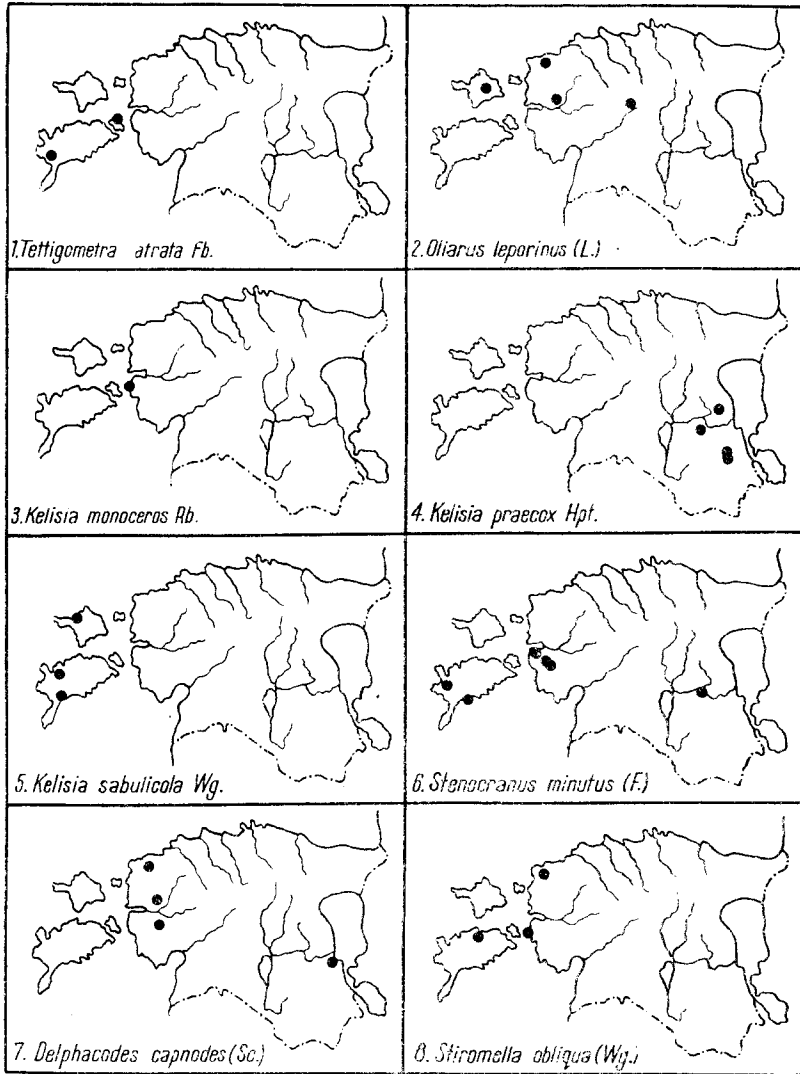 1. Tettigometra atrata Fb.
2. Oliarus leporinus (L.)
3. Kelisia monoceros Rb.
4. Kelisia praecox Hpt.
5. Kelisia sabulicola Wg.
6. Stenocranus minutus (F.)
7. Delphacodes capnodes (Sc.)
8. Stiromella obliqua (Wg.)